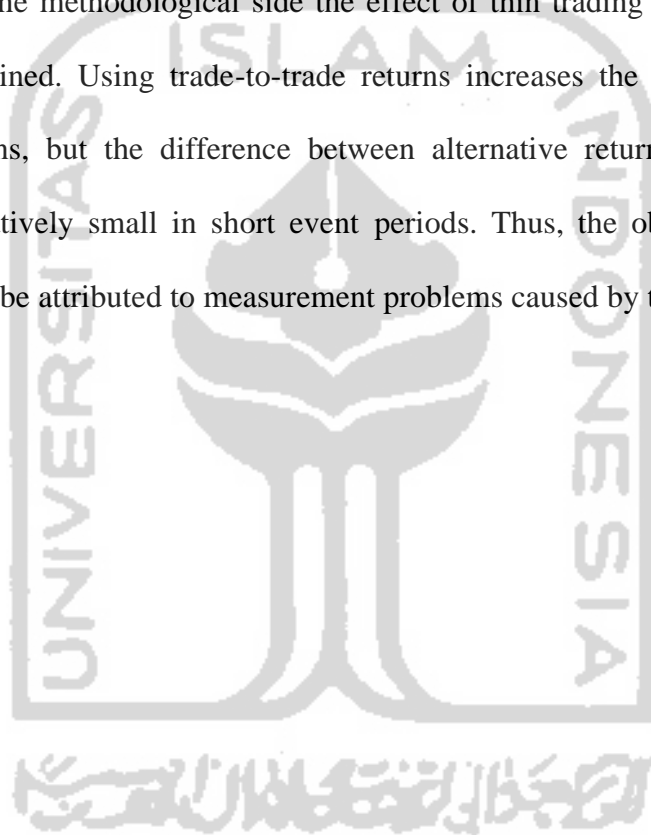 ne methodological side the effect of thin trading
ined. Using trade-to-trade returns increases the
ns, but the difference between alternative return
atively small in short event periods. Thus, the ob
be attributed to measurement problems caused by t
ISLAM
UNIVERSITAS
INDONESIA